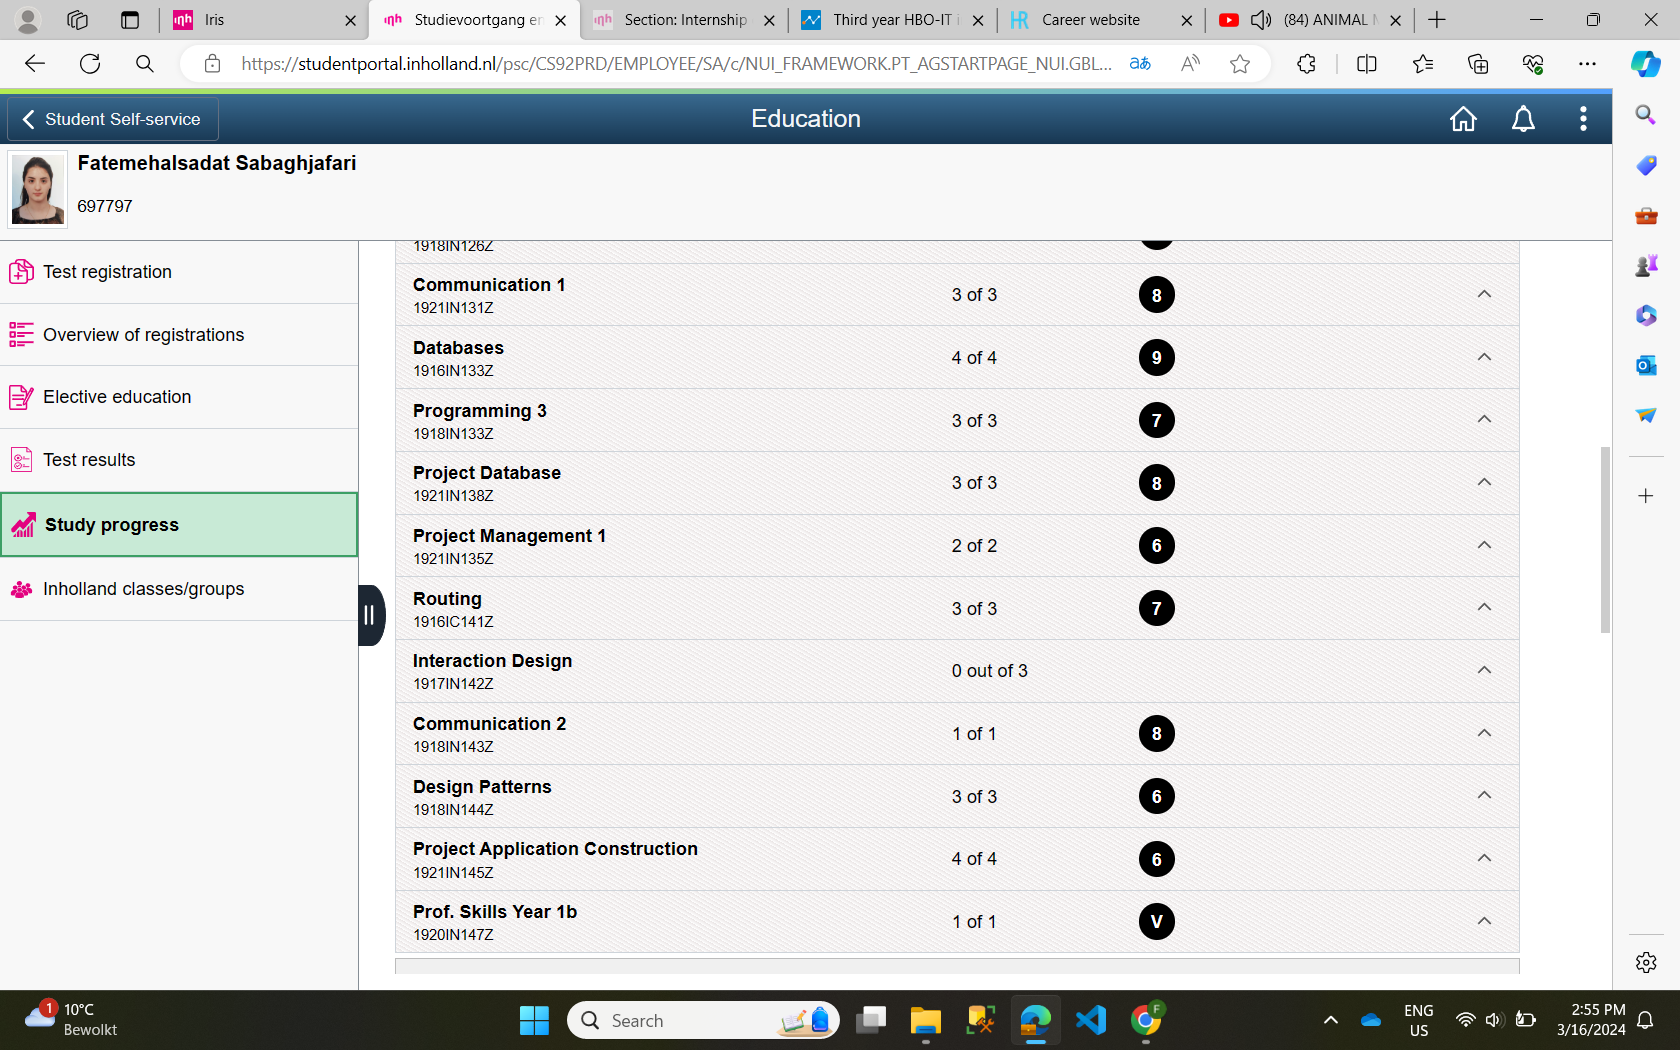 Iris
Studievoortgang en
Section: Internship
Third year HBO-IT i
HR
Career website
(84) ANIMAL M
https://studentportal.inholland.nl/psc/CS92PRD/EMPLOYEE/SA/c/NUI_FRAMEWORK.PT_AGSTARTPAGE_NUI.GBL...
aあ
Student Self-service
Education
Fatemehalsadat Sabaghjafari
697797
Test registration
Overview of registrations
Elective education
Test results
Study progress
Inholland classes/groups
1918IN126Z
Communication 1
1921IN131Z
3 of 3
8
Databases
1916IN133Z
4 of 4
9
Programming 3
1918IN133Z
3 of 3
7
Project Database
1921IN138Z
3 of 3
8
Project Management 1
1921IN135Z
2 of 2
6
Routing
1916IC141Z
3 of 3
7
Interaction Design
1917IN142Z
0 out of 3
Communication 2
1918IN143Z
1 of 1
8
Design Patterns
1918IN144Z
3 of 3
6
Project Application Construction
1921IN145Z
4 of 4
6
Prof. Skills Year 1b
1920IN147Z
1 of 1
V
1
10°C
Bewolkt
Search
F
ENG
US
2:55 PM
3/16/2024